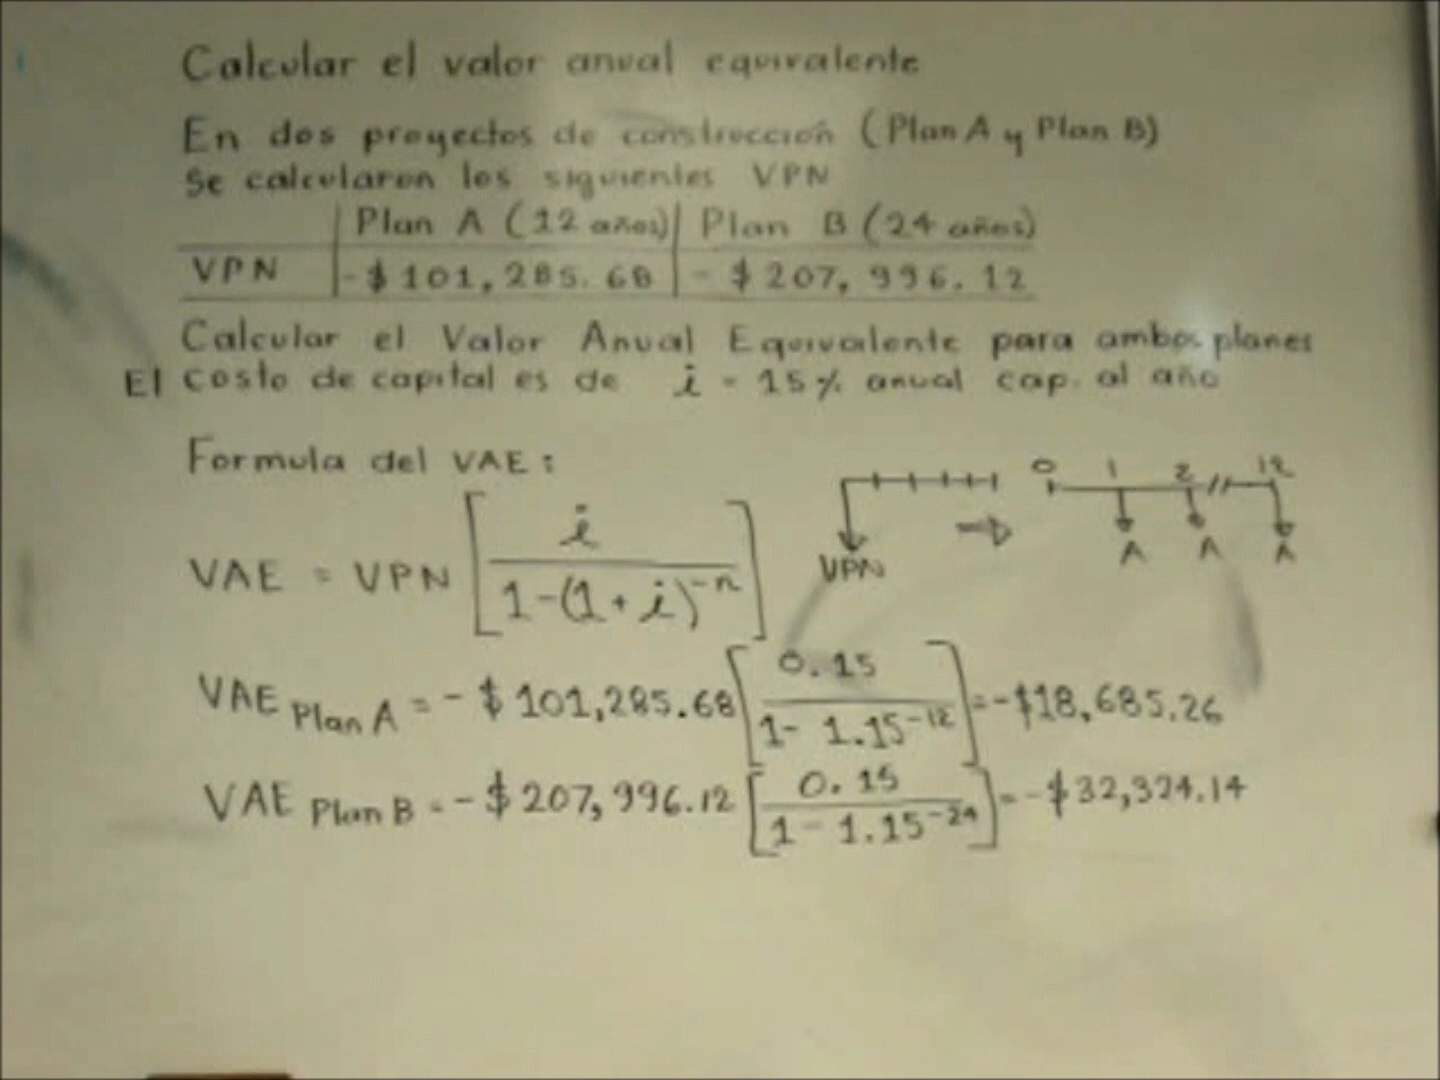 Calcular el valor anual equivalente
En dos proyectos de construcción (Plan A y Plan B)
Se calcularon los siguientes VPN
Plan A (12 años) Plan B (24 años)
VPN -$101,285.68 -$207,996.12
Calcular el Valor Anual Equivalente para ambos planes
El costo de capital es de i = 15% anual cap. al año
Formula del VAE:
0 1 2 // 12
VPN ⇒ A A A
VAE = VPN [i / 1-(1+i)^-n]
VAE Plan A = -$101,285.68 [0.15 / 1- 1.15^-12] = -$18,685.26
VAE Plan B = -$207,996.12 [0.15 / 1- 1.15^-24] = -$32,324.14